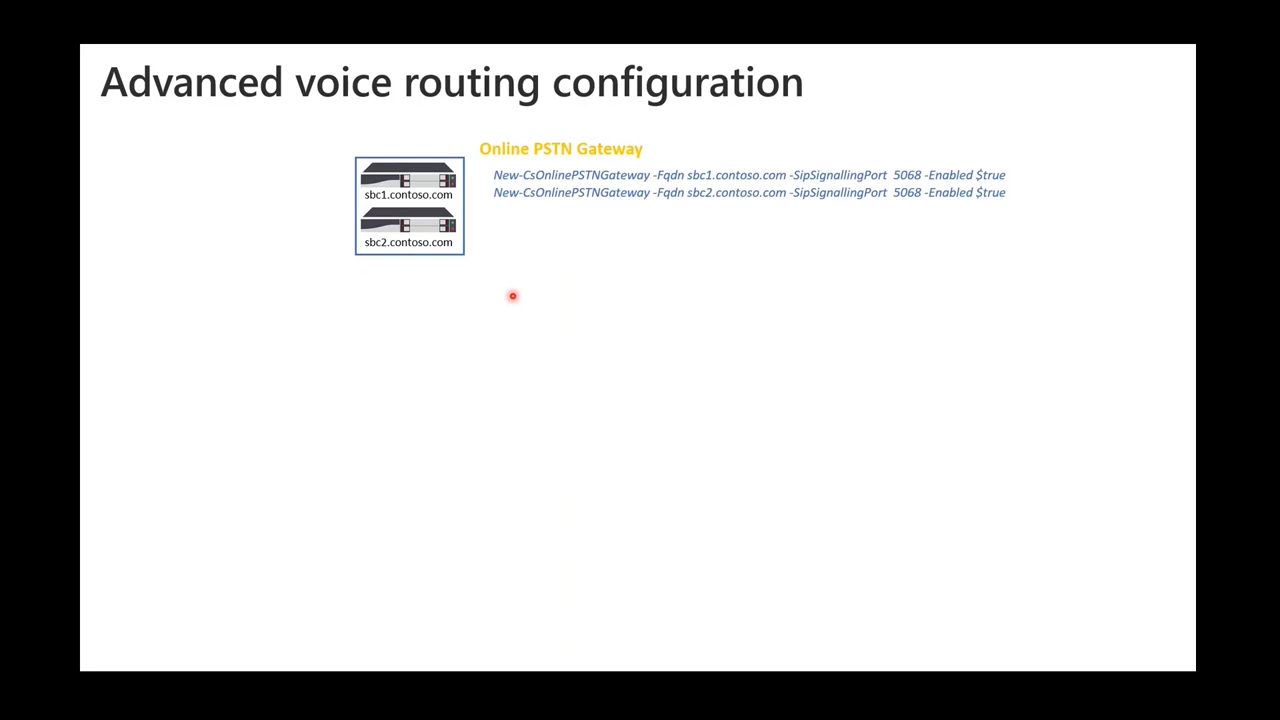 Advanced voice routing configuration
Online PSTN Gateway
New-CsOnlinePSTNGateway -Fqdn sbc1.contoso.com -SipSignallingPort 5068 -Enabled $true
New-CsOnlinePSTNGateway -Fqdn sbc2.contoso.com -SipSignallingPort 5068 -Enabled $true
sbc1.contoso.com
sbc2.contoso.com